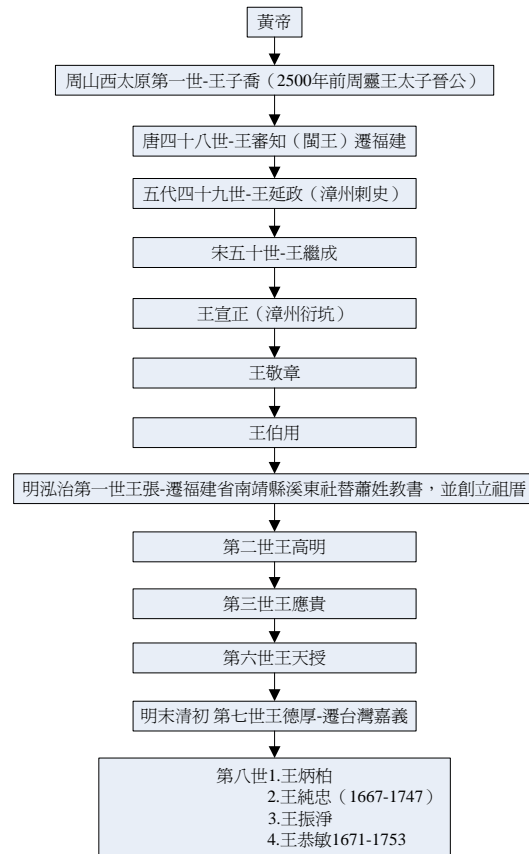 黃帝
周山西太原第一世-王子喬（2500年前周靈王太子晉公）
唐四十八世-王審知（閩王）遷福建
五代四十九世-王延政（漳州刺史）
宋五十世-王繼成
王宣正（漳州衍坑）
王敬章
王伯用
明泓治第一世王張-遷福建省南靖縣溪東社替蕭姓教書，並創立祖厝
第二世王高明
第三世王應貴
第六世王天授
明末清初 第七世王德厚-遷台灣嘉義
第八世1.王炳柏
2.王純忠（1667-1747）
3.王振淨
4.王恭敏1671-1753